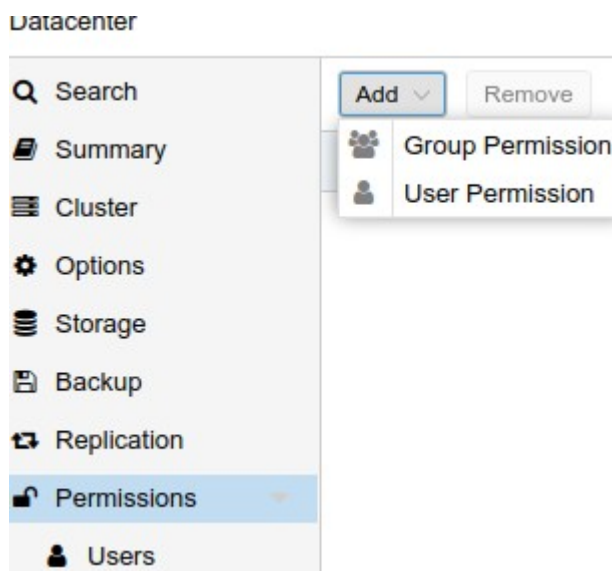 Datacenter
Search
Summary
Cluster
Options
Storage
Backup
Replication
Permissions
Users
Add
Remove
Group Permission
User Permission